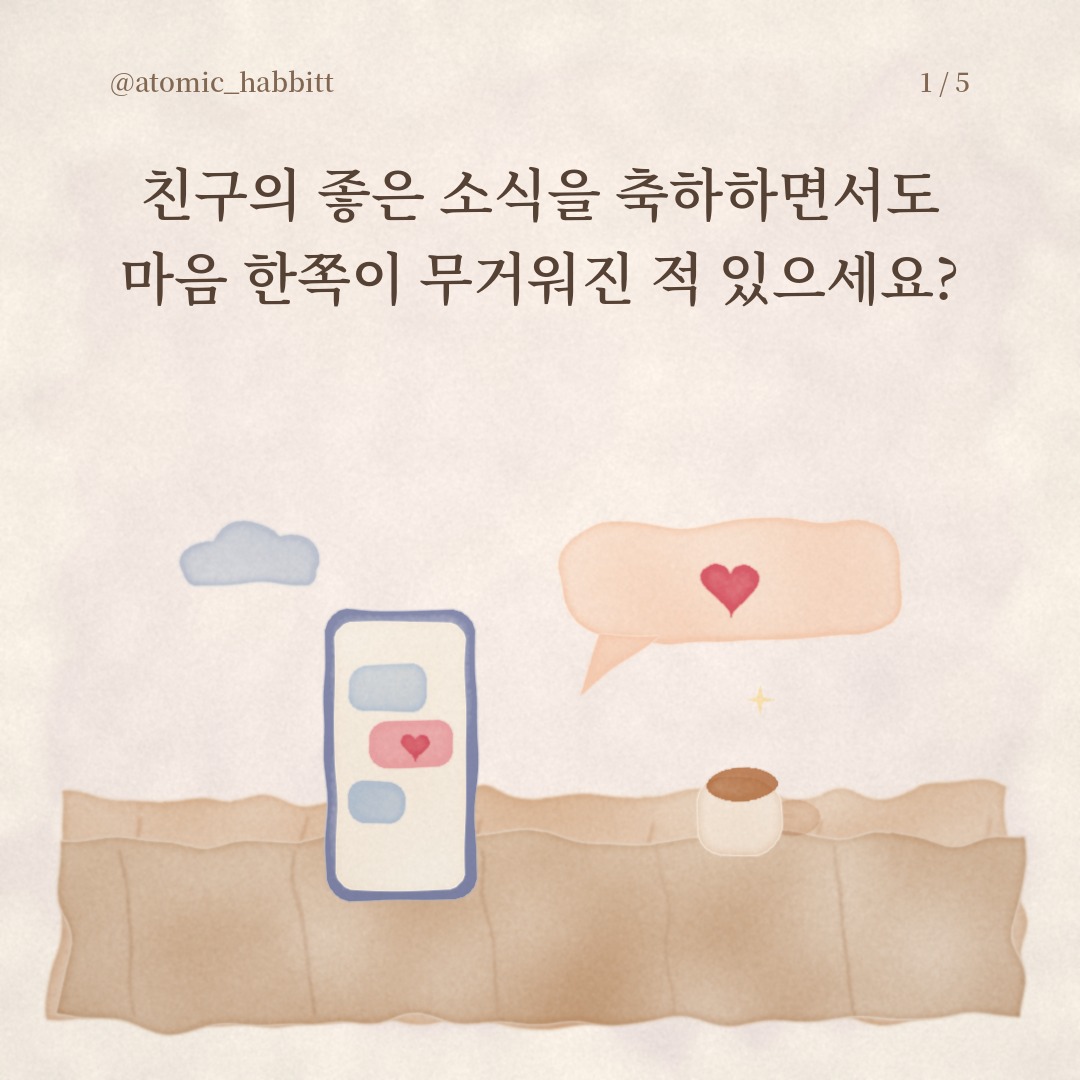 @atomic_habbitt
1 / 5
친구의 좋은 소식을 축하하면서도
마음 한쪽이 무거워진 적 있으세요?